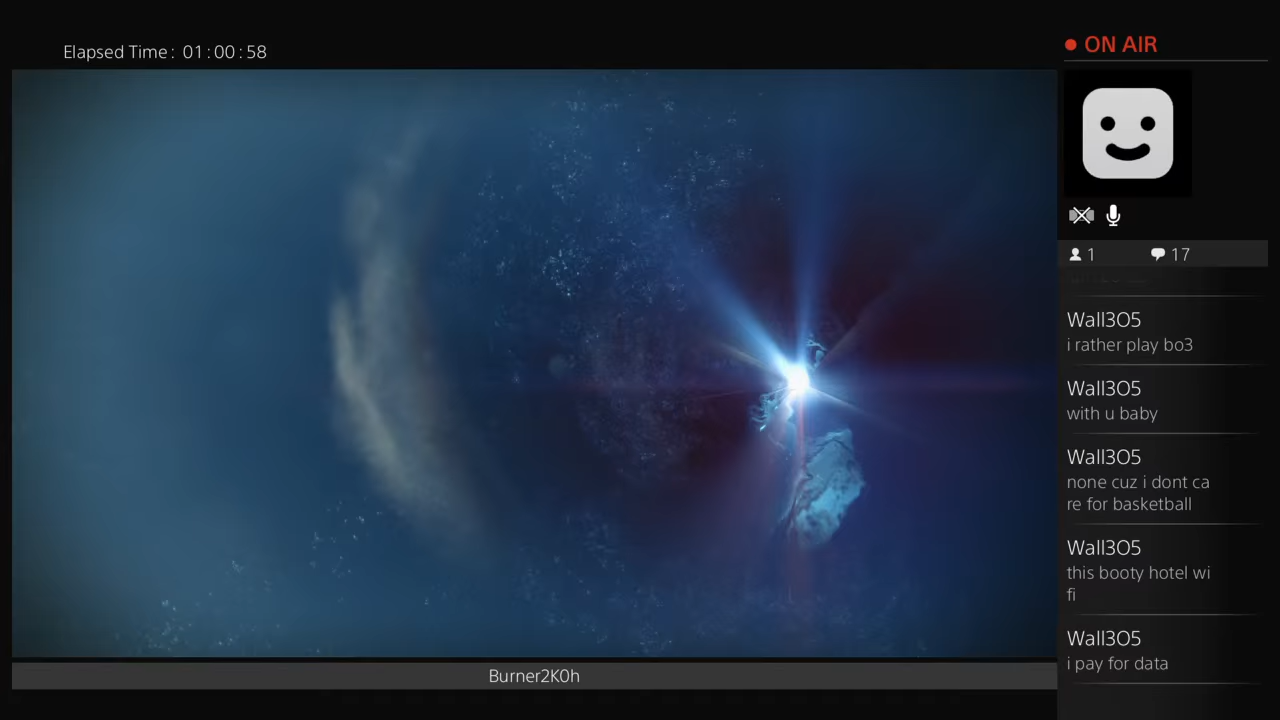 Elapsed Time: 01:00:58
ON AIR
1 17
Wall3O5
i rather play bo3
Wall3O5
with u baby
Wall3O5
none cuz i dont ca
re for basketball
Wall3O5
this booty hotel wi
fi
Wall3O5
i pay for data
Burner2K0h